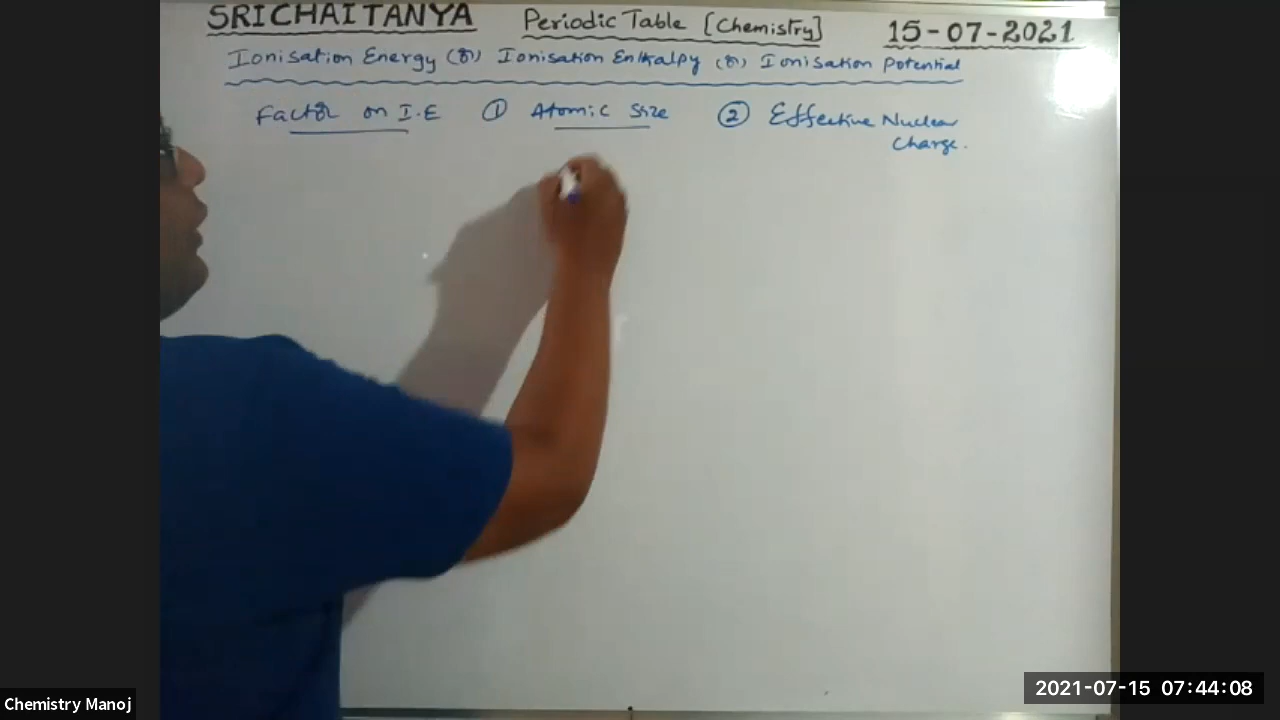 SRICHAITANYA Periodic Table [Chemistry] 15-07-2021
Ionisation Energy (or) Ionisation Enthalpy (or) Ionisation Potential
Factor on I.E ① Atomic Size ② Effective Nuclear
Charge.
Chemistry Manoj
2021-07-15 07:44:08